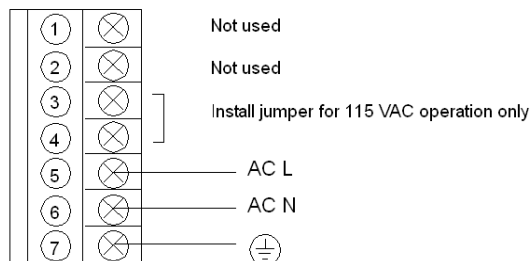 1 Not used
2 Not used
3
Install jumper for 115 VAC operation only
4
5 AC L
6 AC N
7